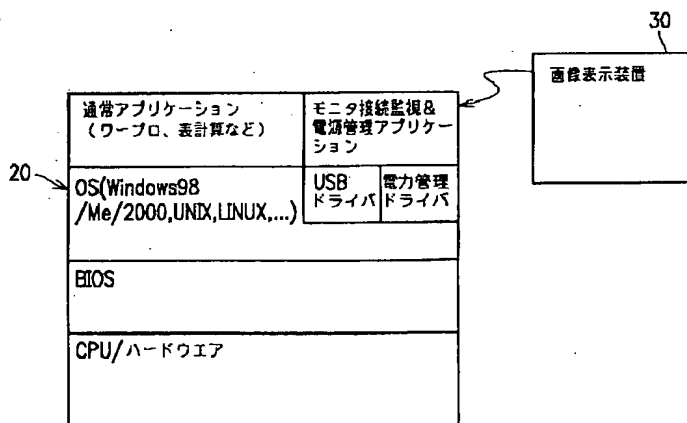 30
画像表示装置
通常アプリケーション
（ワープロ、表計算など）
モニタ接続監視&
電源管理アプリケー
ション
20
OS(Windows98
/Me/2000,UNIX,LINUX,...)
USB
ドライバ
電力管理
ドライバ
BIOS
CPU/ハードウエア